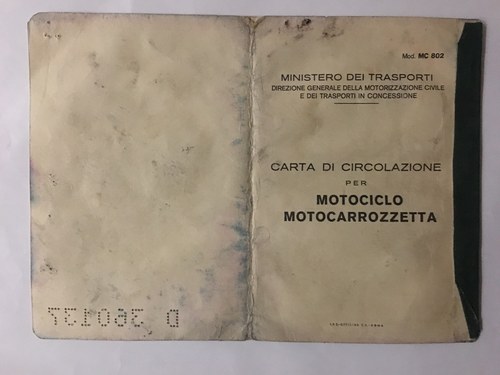 Mod. MC 802
MINISTERO DEI TRASPORTI
DIREZIONE GENERALE DELLA MOTORIZZAZIONE CIVILE
E DEI TRASPORTI IN CONCESSIONE
CARTA DI CIRCOLAZIONE
PER
MOTOCICLO
MOTOCARROZZETTA
D 360137